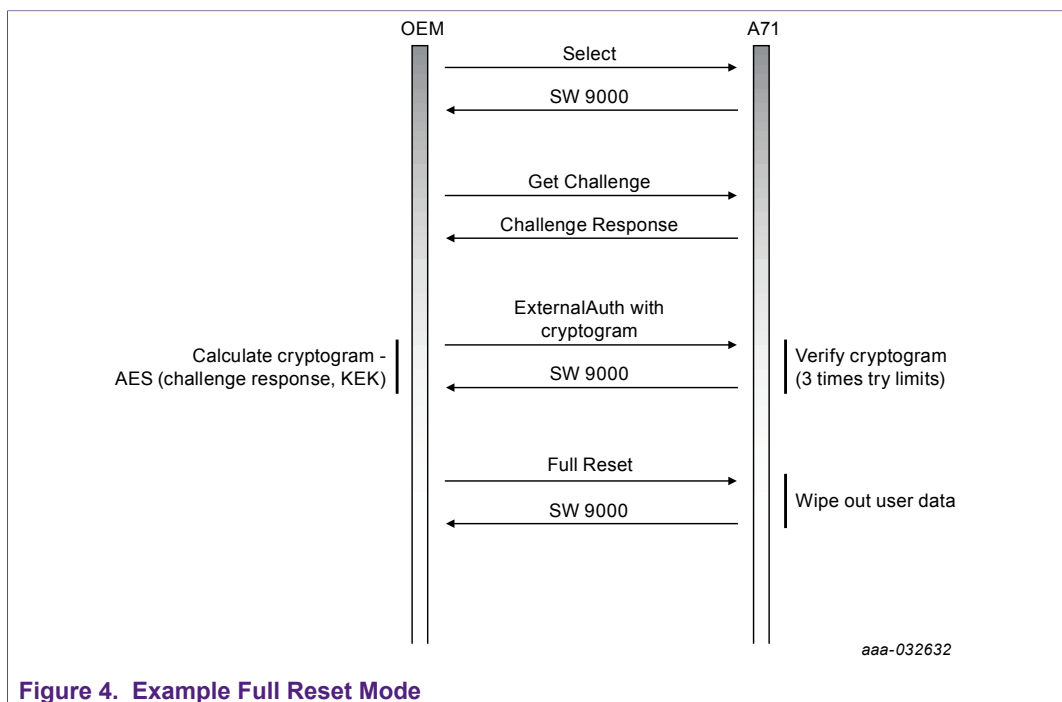 OEM A71
Select
SW 9000
Get Challenge
Challenge Response
ExternalAuth with
cryptogram
Calculate cryptogram -
AES (challenge response, KEK)
SW 9000
Verify cryptogram
(3 times try limits)
Full Reset
SW 9000
Wipe out user data
aaa-032632
Figure 4. Example Full Reset Mode